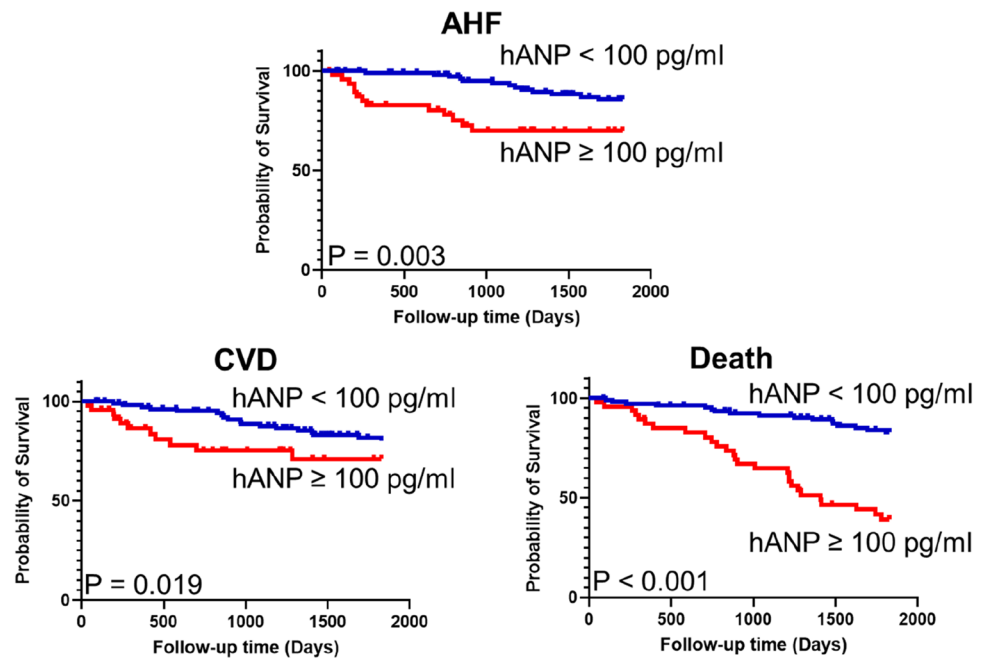 AHF
hANP < 100 pg/ml
hANP ≥ 100 pg/ml
P = 0.003
Probability of Survival
100
50
0
0 500 1000 1500 2000
Follow-up time (Days)
CVD
hANP < 100 pg/ml
hANP ≥ 100 pg/ml
P = 0.019
Probability of Survival
100
50
0
0 500 1000 1500 2000
Follow-up time (Days)
Death
hANP < 100 pg/ml
hANP ≥ 100 pg/ml
P < 0.001
Probability of Survival
100
50
0
0 500 1000 1500 2000
Follow-up time (Days)